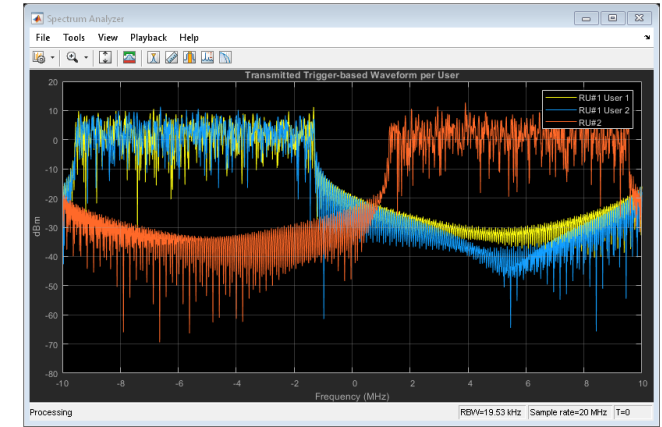 Spectrum Analyzer
File Tools View Playback Help
Transmitted Trigger-based Waveform per User
20
10
0
-10
-20
-30
-40
-50
-60
-70
-80
dBm
RU#1 User 1
RU#1 User 2
RU#2
-10 -8 -6 -4 -2 0 2 4 6 8 10
Frequency (MHz)
Processing RBW=19.53 kHz Sample rate=20 MHz T=0